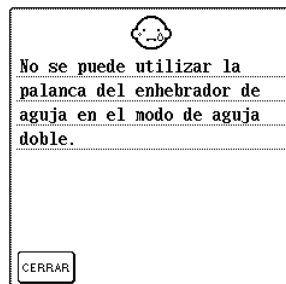 No se puede utilizar la
palanca del enhebrador de
aguja en el modo de aguja
doble.
CERRAR